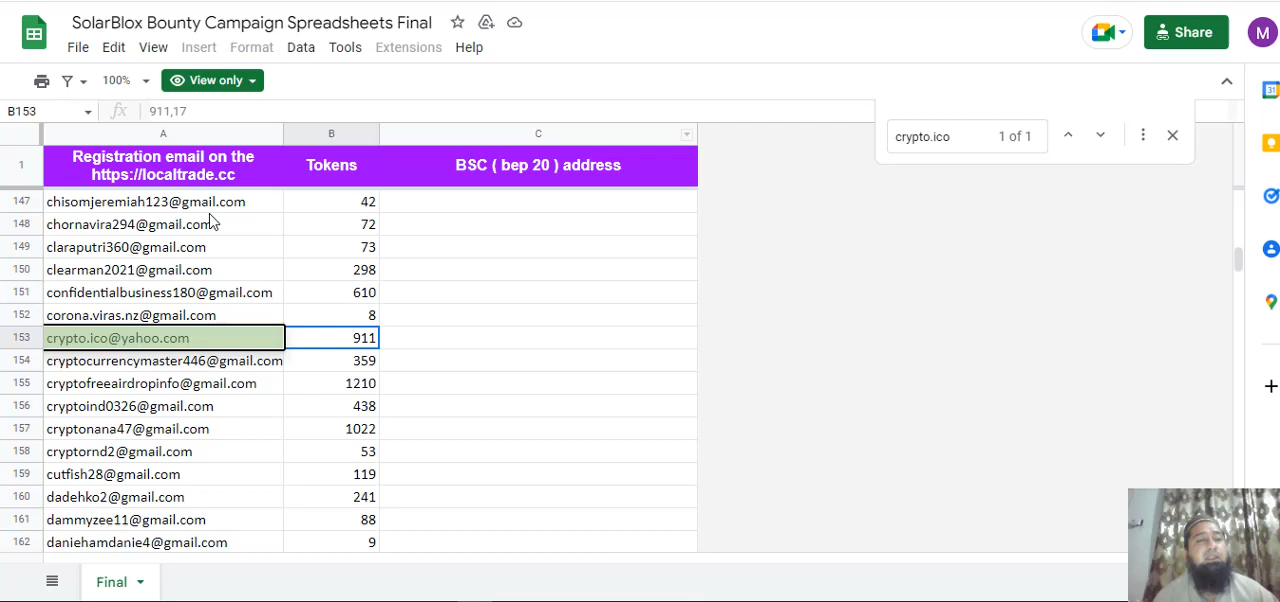 SolarBlox Bounty Campaign Spreadsheets Final
File Edit View Insert Format Data Tools Extensions Help
Share
M
100% View only
B153 fx 911,17
crypto.ico 1 of 1
31
A B C
1 Registration email on the
https://localtrade.cc Tokens BSC ( bep 20 ) address
147 chisomjeremiah123@gmail.com 42
148 chornavira294@gmail.com 72
149 claraputri360@gmail.com 73
150 clearman2021@gmail.com 298
151 confidentialbusiness180@gmail.com 610
152 corona.viras.nz@gmail.com 8
153 crypto.ico@yahoo.com 911
154 cryptocurrencymaster446@gmail.com 359
155 cryptofreeairdropinfo@gmail.com 1210
156 cryptoind0326@gmail.com 438
157 cryptonana47@gmail.com 1022
158 cryptornd2@gmail.com 53
159 cutfish28@gmail.com 119
160 dadehko2@gmail.com 241
161 dammyzee11@gmail.com 88
162 daniehamdanie4@gmail.com 9
Final